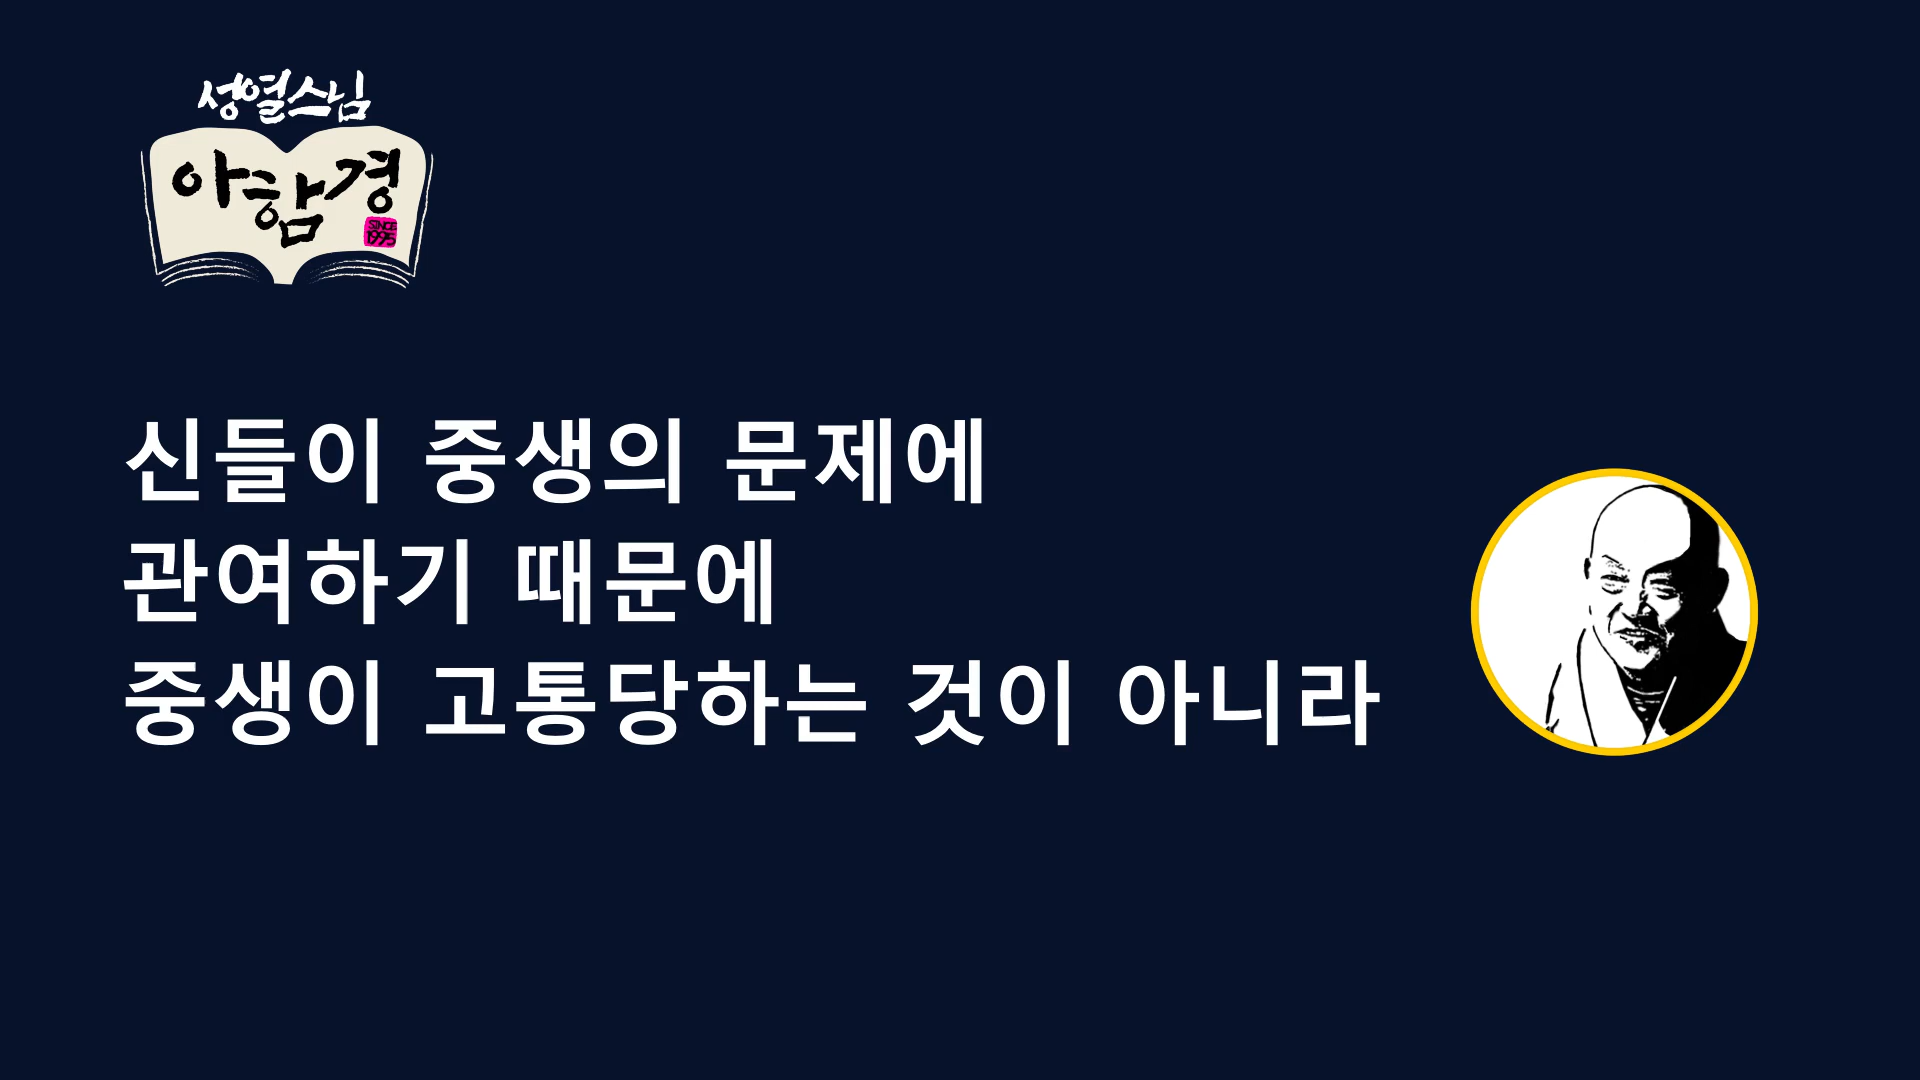 성열스님
아함경
SINCE
1995
신들이 중생의 문제에
관여하기 때문에
중생이 고통당하는 것이 아니라